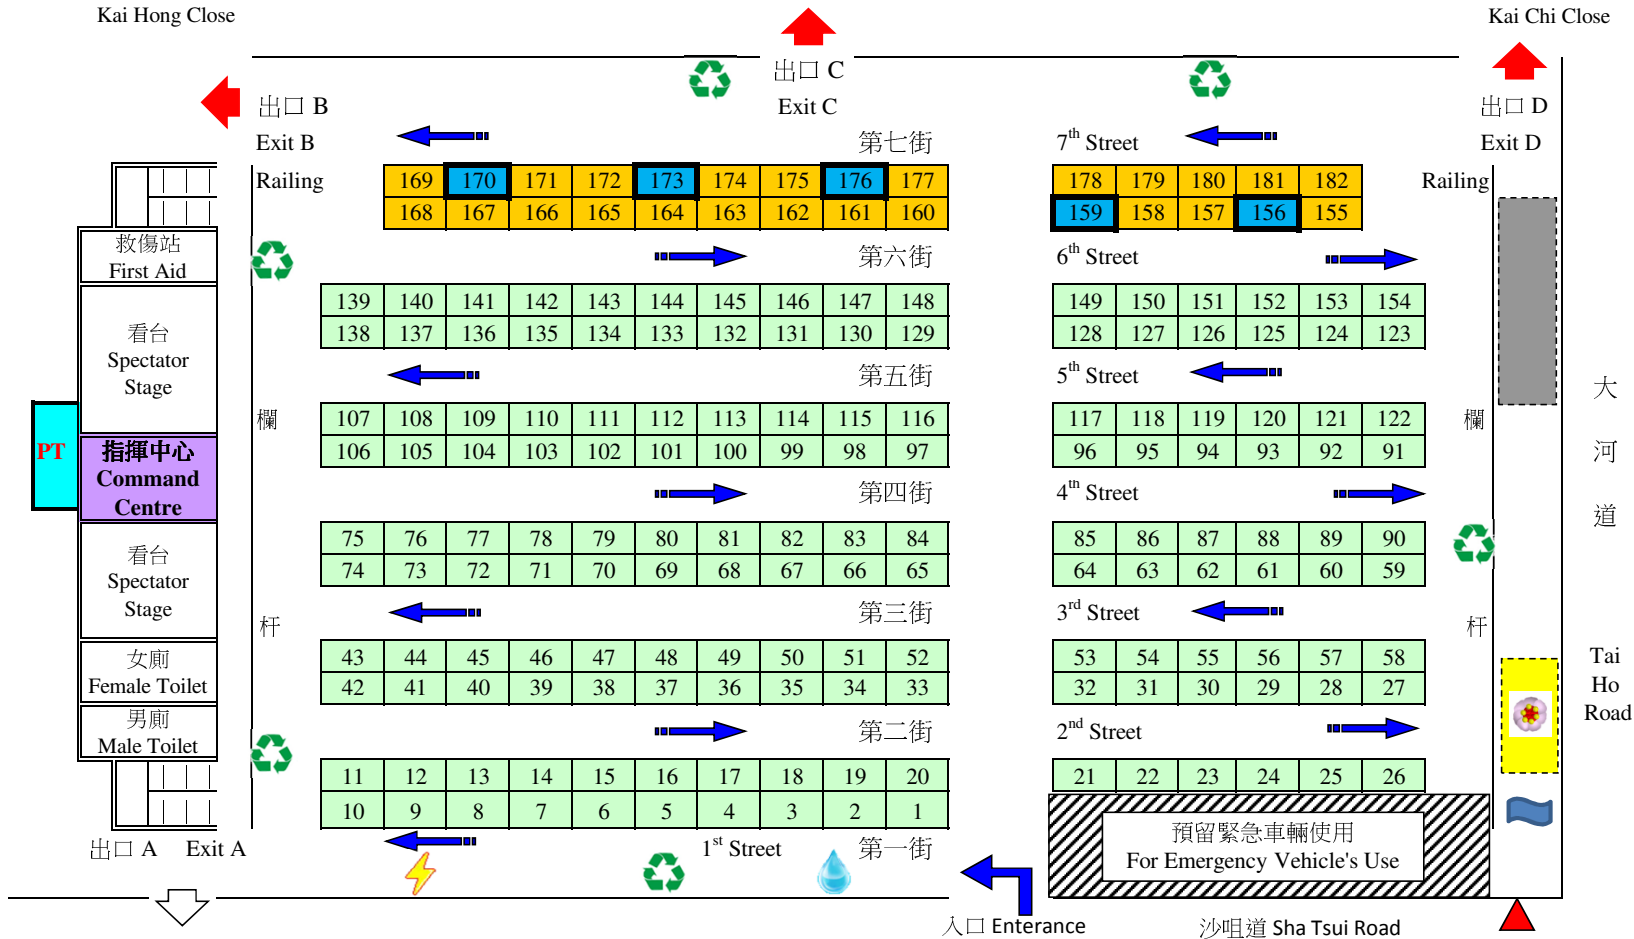 Kai Hong Close
Kai Chi Close
出口 C
Exit C
出口 B
Exit B
出口 D
Exit D
第七街
7th Street
Railing
Railing
169 170 171 172 173 174 175 176 177
178 179 180 181 182
168 167 166 165 164 163 162 161 160
159 158 157 156 155
救傷站
First Aid
第六街
6th Street
139 140 141 142 143 144 145 146 147 148
149 150 151 152 153 154
138 137 136 135 134 133 132 131 130 129
128 127 126 125 124 123
看台
Spectator
Stage
第五街
5th Street
107 108 109 110 111 112 113 114 115 116
117 118 119 120 121 122
106 105 104 103 102 101 100 99 98 97
96 95 94 93 92 91
欄
欄
大
河
道
PT
指揮中心
Command
Centre
第四街
4th Street
75 76 77 78 79 80 81 82 83 84
85 86 87 88 89 90
74 73 72 71 70 69 68 67 66 65
64 63 62 61 60 59
看台
Spectator
Stage
第三街
3rd Street
杆
杆
43 44 45 46 47 48 49 50 51 52
53 54 55 56 57 58
42 41 40 39 38 37 36 35 34 33
32 31 30 29 28 27
女廁
Female Toilet
Tai
Ho
Road
男廁
Male Toilet
第二街
2nd Street
11 12 13 14 15 16 17 18 19 20
21 22 23 24 25 26
10 9 8 7 6 5 4 3 2 1
預留緊急車輛使用
For Emergency Vehicle's Use
出口 A Exit A
1st Street
第一街
入口 Enterance
沙咀道 Sha Tsui Road